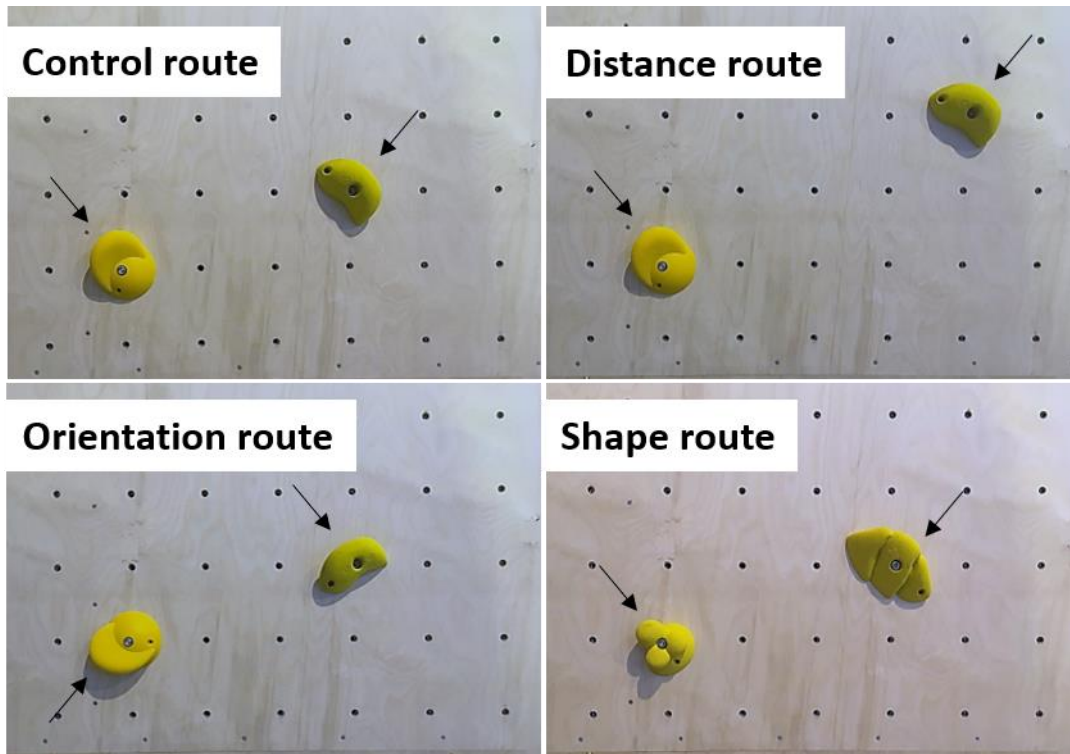 Control route
Distance route
Orientation route
Shape route